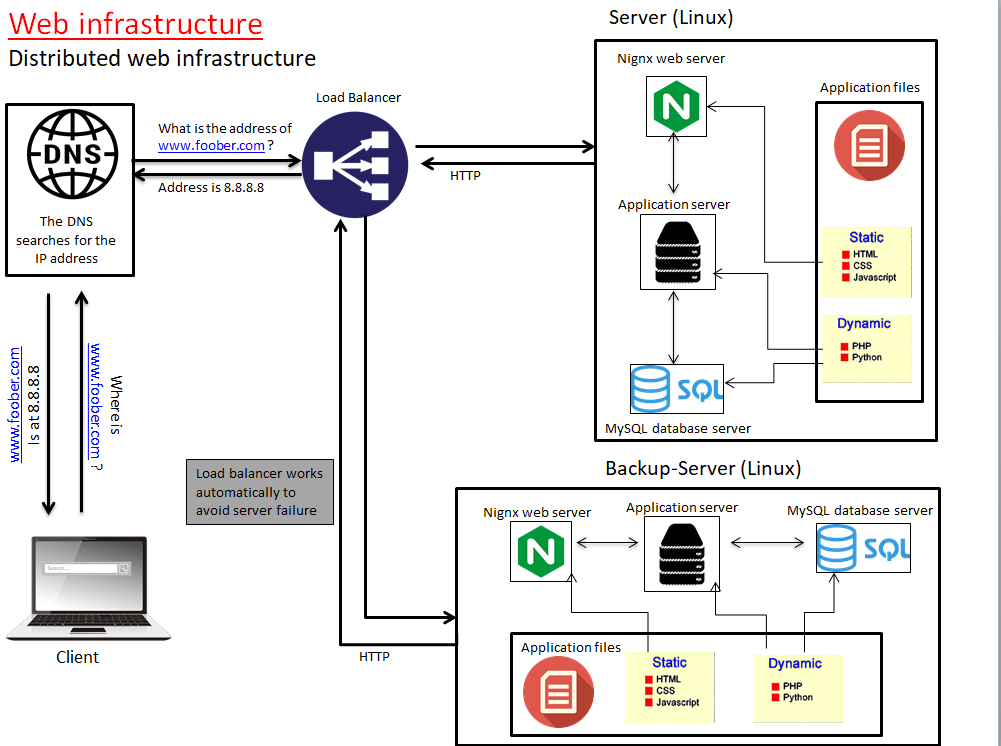 Web infrastructure
Distributed web infrastructure
DNS
The DNS
searches for the
IP address
What is the address of
www.foober.com ?
Address is 8.8.8.8
Load Balancer
HTTP
Server (Linux)
Nignx web server
N
Application server
SQL
MySQL database server
Application files
Static
HTML
CSS
Javascript
Dynamic
PHP
Python
www.foober.com
Is at 8.8.8.8
Where is
www.foober.com ?
Search....
Client
Load balancer works
automatically to
avoid server failure
HTTP
Backup-Server (Linux)
Nignx web server
N
Application server
MySQL database server
SQL
Application files
Static
HTML
CSS
Javascript
Dynamic
PHP
Python